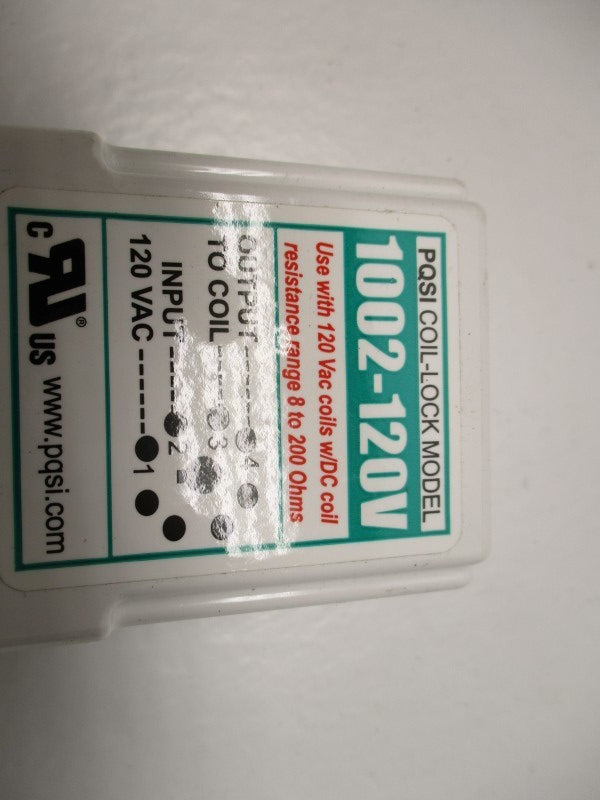 PQSI COIL-LOCK MODEL
1002-120V
Use with 120 Vac coils w/DC coil
resistance range 8 to 200 Ohms
OUTPUT ------ 4
TO COIL ---- 3
INPUT ---- 2
120 VAC ------ 1
c UR ® US www.pqsi.com